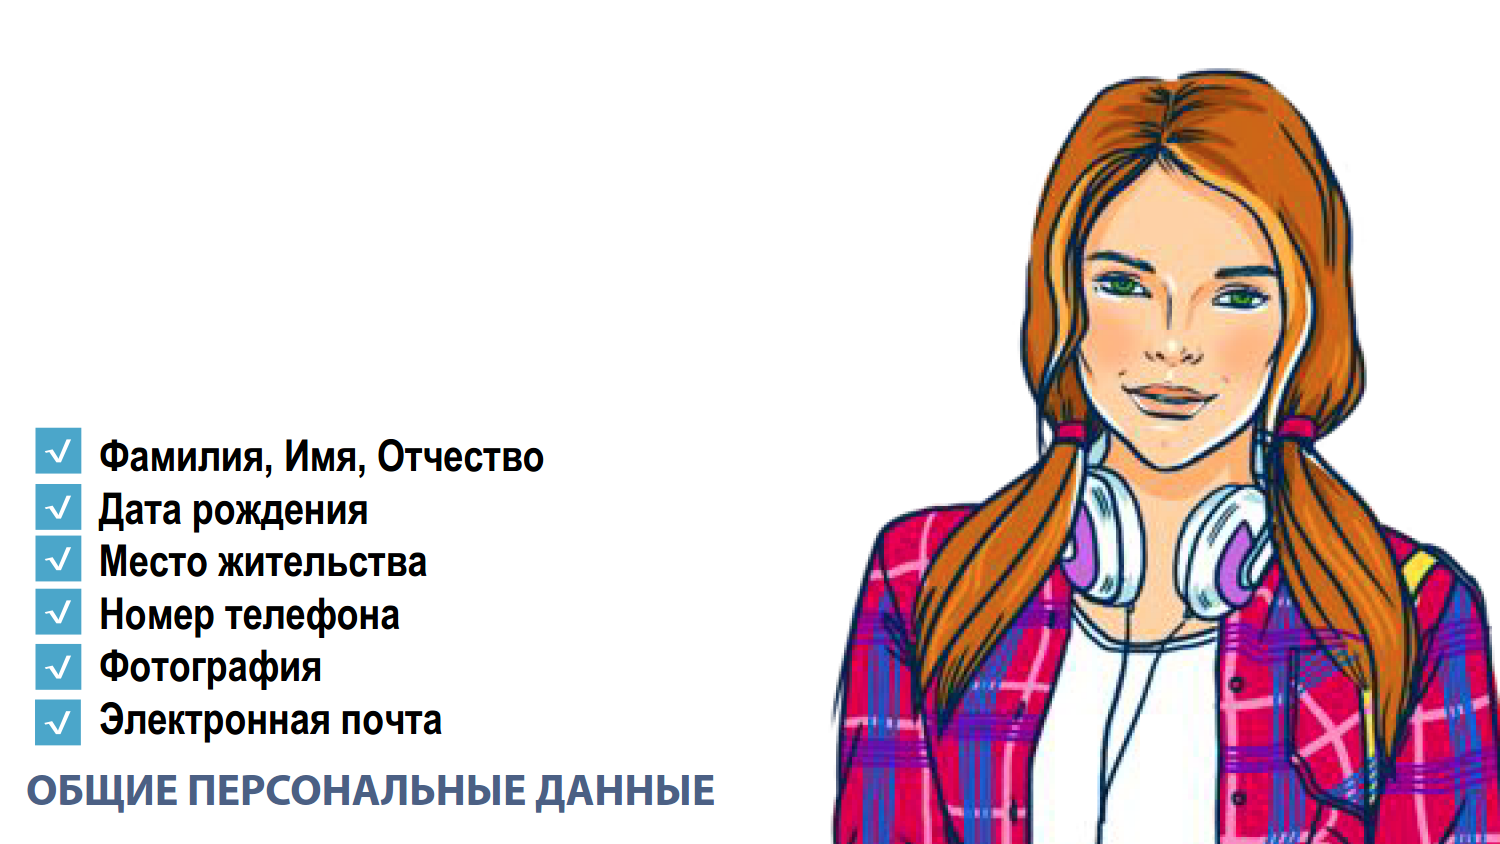 Фамилия, Имя, Отчество
Дата рождения
Место жительства
Номер телефона
Фотография
Электронная почта
ОБЩИЕ ПЕРСОНАЛЬНЫЕ ДАННЫЕ